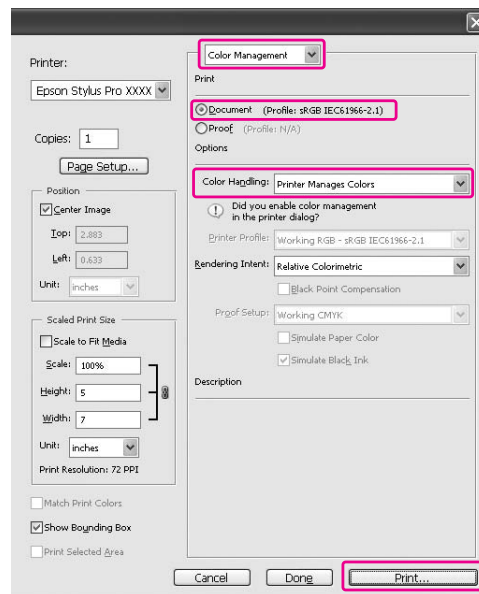 Printer:
Epson Stylus Pro XXXX
Copies: 1
Page Setup...
Position
Center Image
Top: 2.883
Left: 0.633
Unit: inches
Scaled Print Size
Scale to Fit Media
Scale: 100%
Height: 5
Width: 7
Unit: inches
Print Resolution: 72 PPI
Match Print Colors
Show Bounding Box
Print Selected Area
Color Management
Print
Document (Profile: sRGB IEC61966-2.1)
Proof (Profile: N/A)
Options
Color Handling: Printer Manages Colors
Did you enable color management
in the printer dialog?
Printer Profile: Working RGB - sRGB IEC61966-2.1
Rendering Intent: Relative Colorimetric
Black Point Compensation
Proof Setup: Working CMYK
Simulate Paper Color
Simulate Black Ink
Description
Cancel
Done
Print...